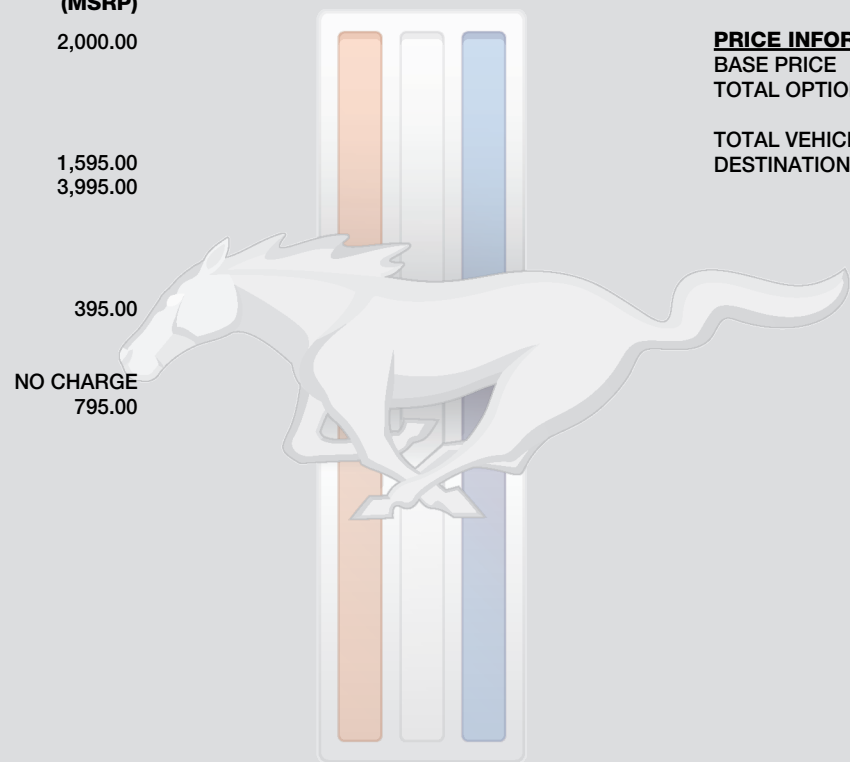 (MSRP)
2,000.00
1,595.00
3,995.00
395.00
NO CHARGE
795.00
PRICE INFOR
BASE PRICE
TOTAL OPTIO
TOTAL VEHIC
DESTINATION